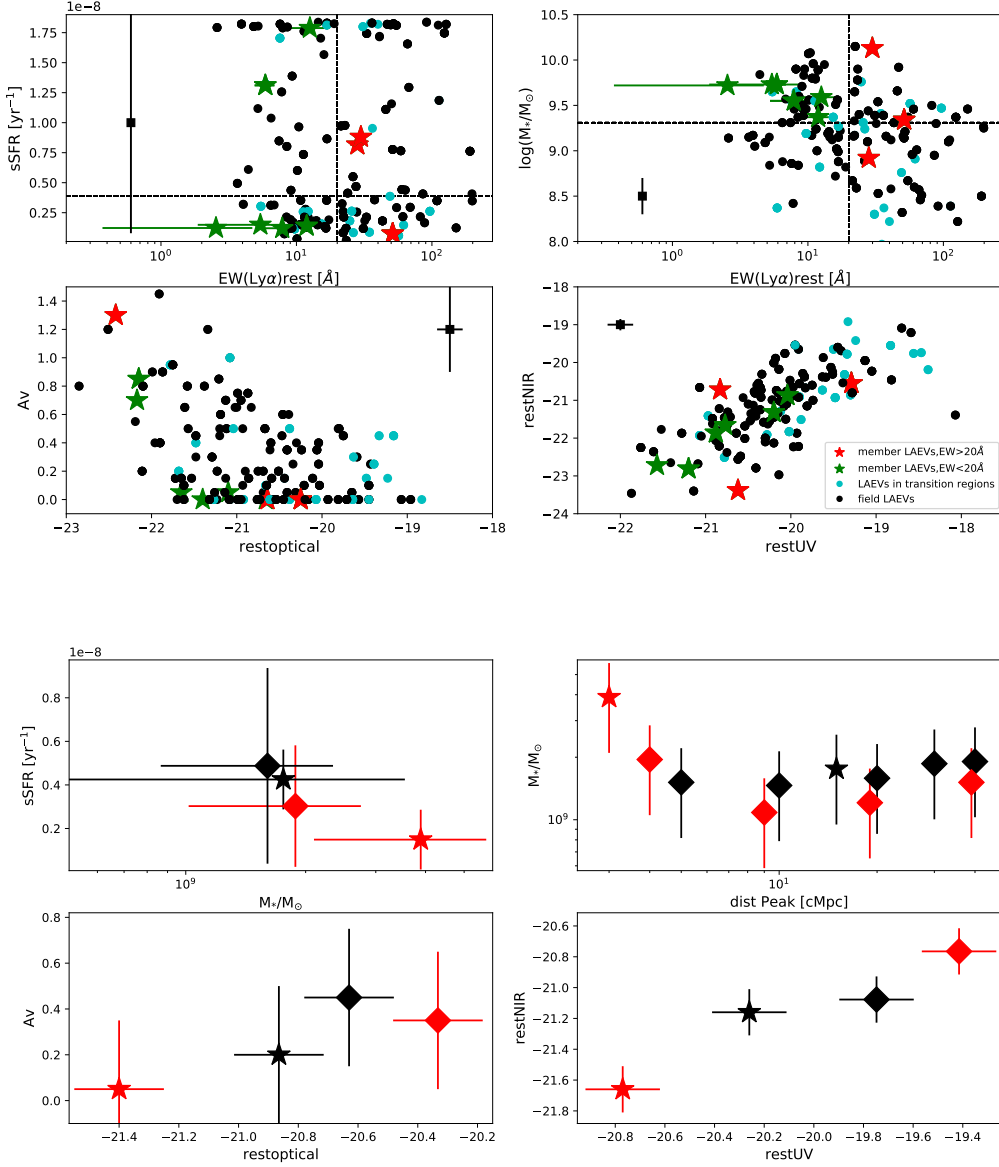 1e−8
1.75
1.50
1.25
1.00
0.75
0.50
0.25
sSFR [yr⁻¹]
10⁰ 10¹ 10²
EW(Lyα)rest [Å]
10.5
10.0
9.5
9.0
8.5
8.0
log(M*/M⊙)
10⁰ 10¹ 10²
EW(Lyα)rest [Å]
1.4
1.2
1.0
0.8
0.6
0.4
0.2
0.0
Av
−23 −22 −21 −20 −19 −18
restoptical
−18
−19
−20
−21
−22
−23
−24
restNIR
member LAEVs,EW>20Å
member LAEVs,EW<20Å
LAEVs in transition regions
field LAEVs
−22 −21 −20 −19 −18 −17
restUV
1e−8
0.8
0.6
0.4
0.2
sSFR [yr⁻¹]
10⁹
M*/M⊙
M*/M⊙
10⁹
10¹
dist Peak [cMpc]
0.8
0.6
0.4
0.2
0.0
Av
−21.4 −21.2 −21.0 −20.8 −20.6 −20.4 −20.2
restoptical
−20.6
−20.8
−21.0
−21.2
−21.4
−21.6
−21.8
restNIR
−20.8 −20.6 −20.4 −20.2 −20.0 −19.8 −19.6 −19.4
restUV